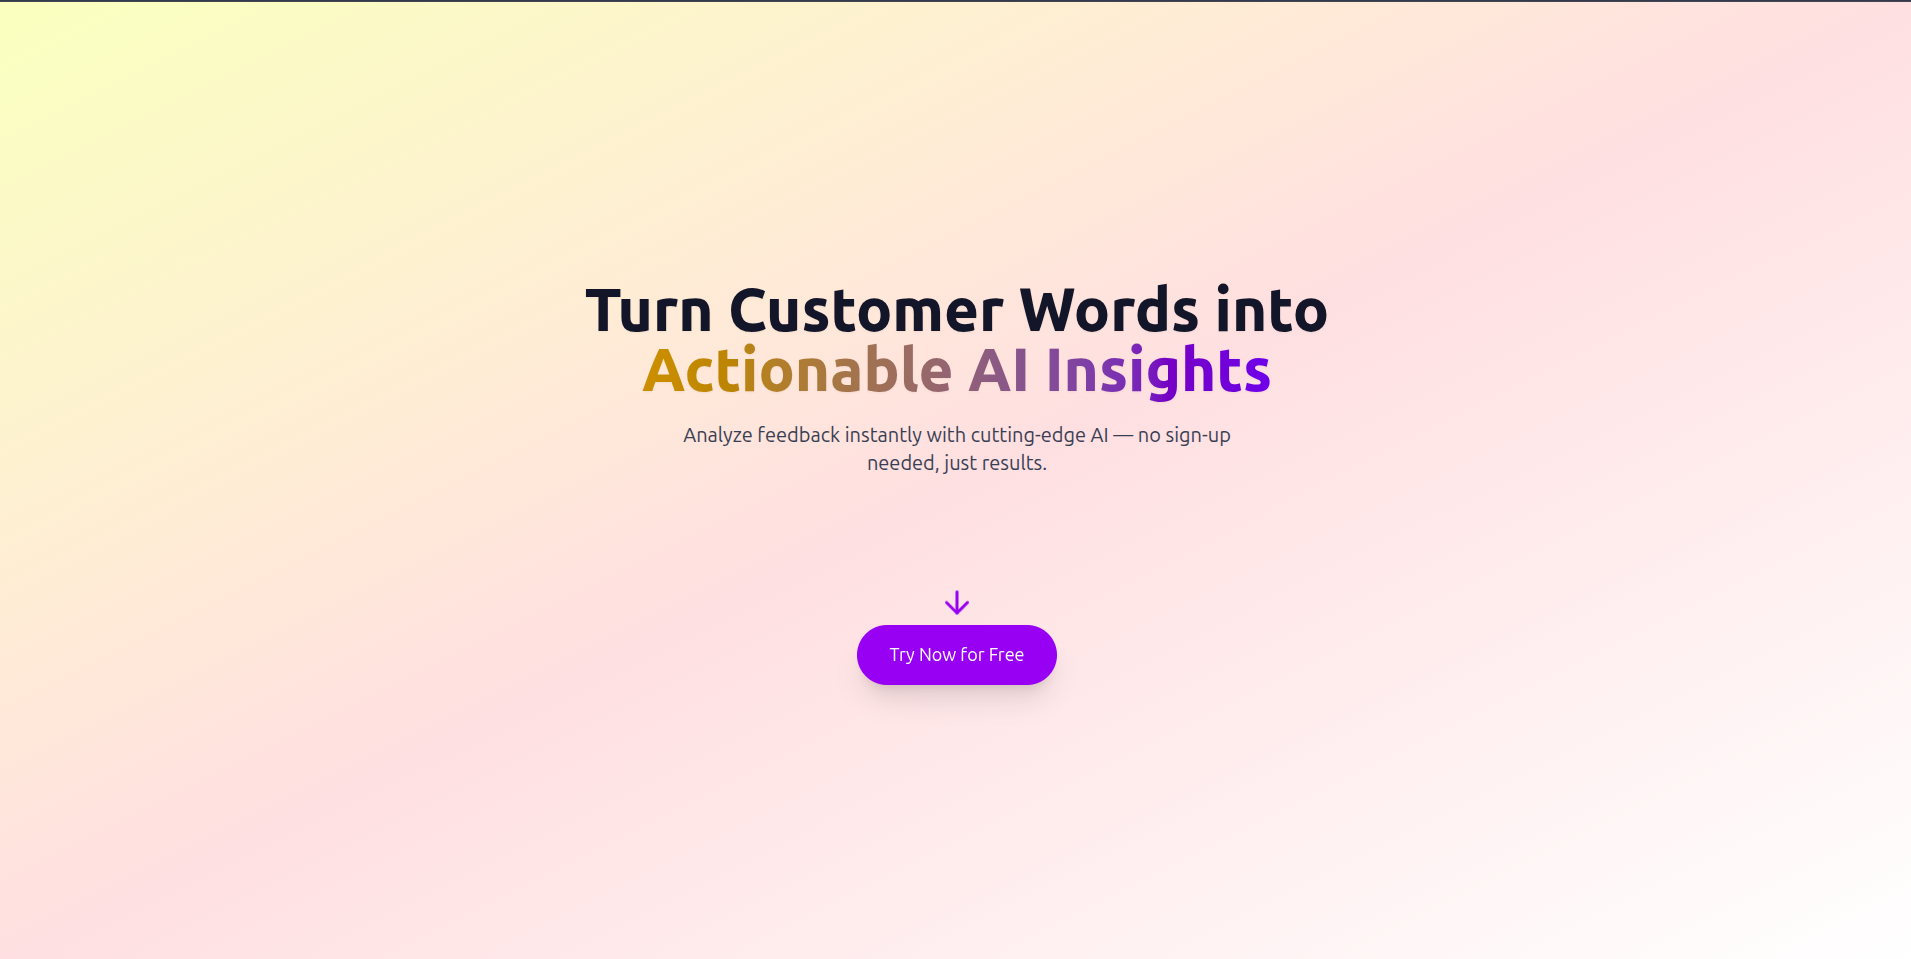 Turn Customer Words into
Actionable AI Insights
Analyze feedback instantly with cutting-edge AI — no sign-up
needed, just results.
Try Now for Free